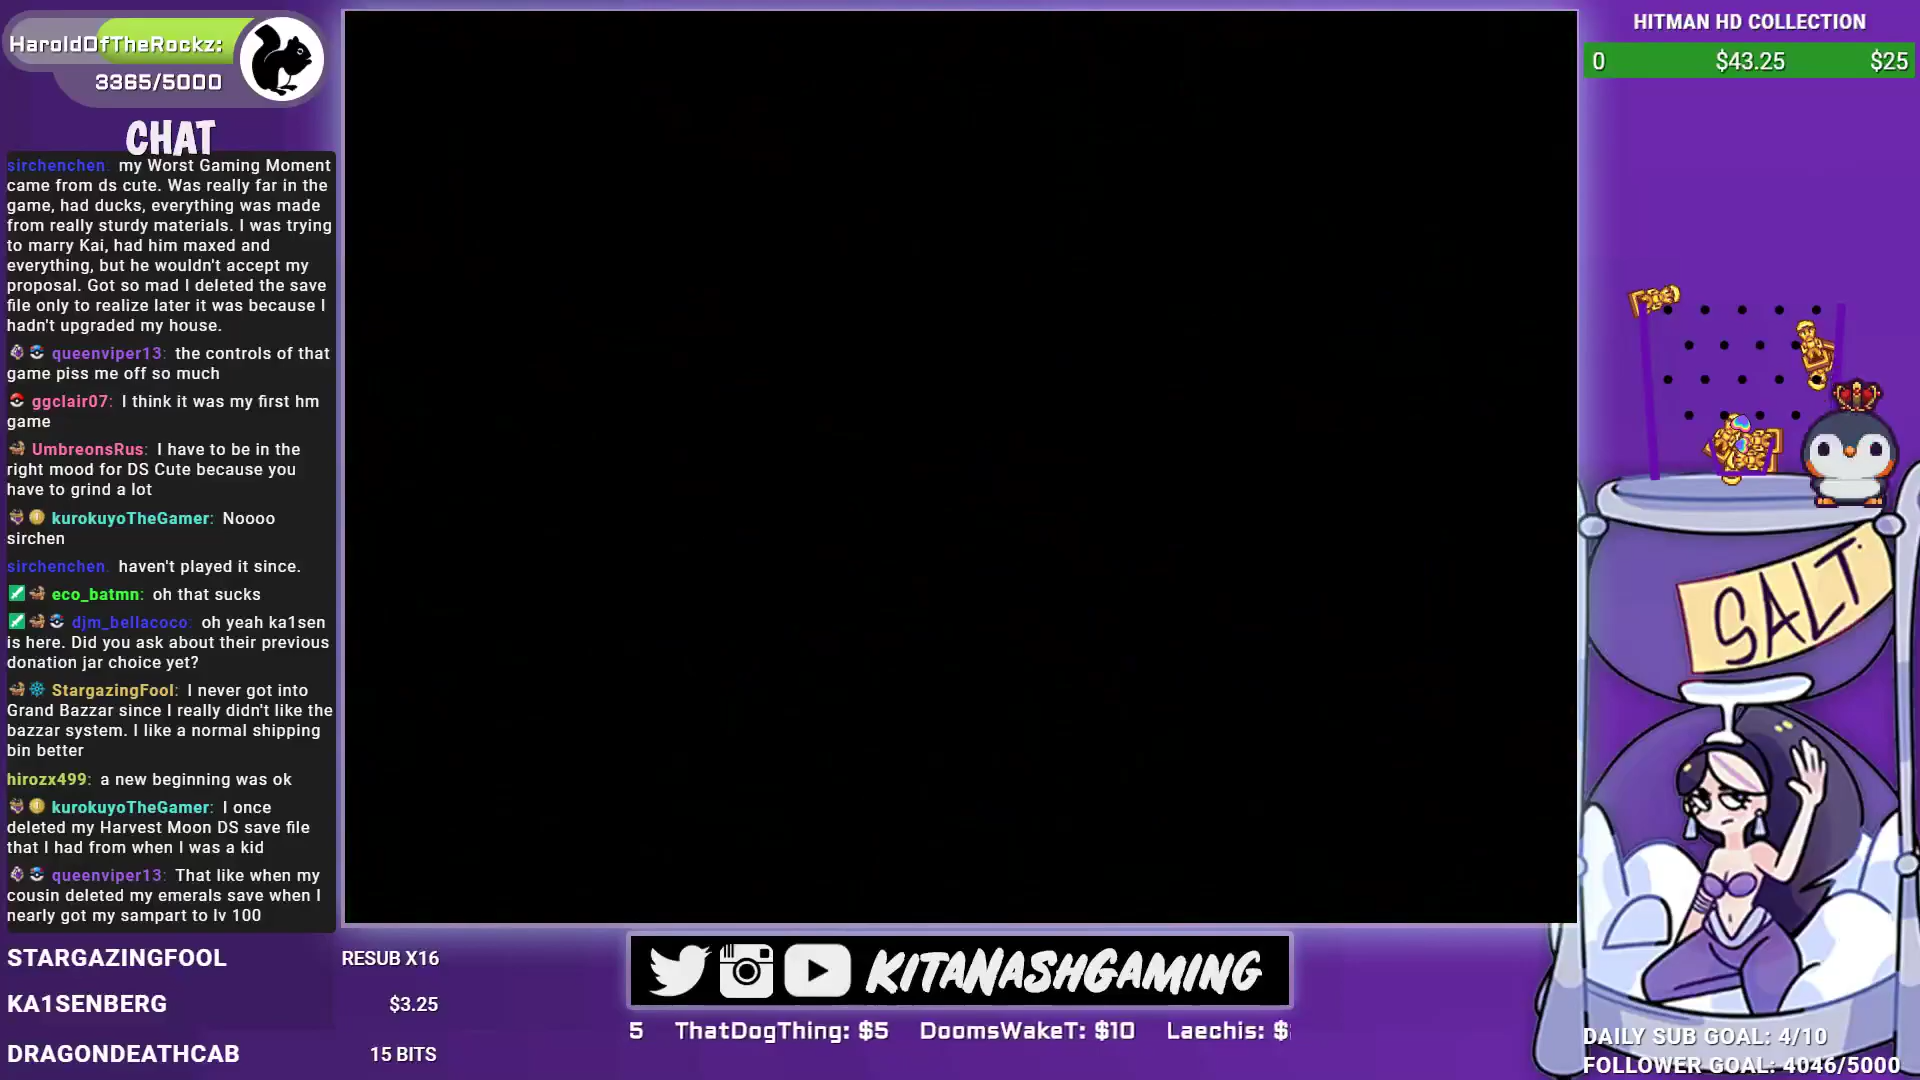 HaroldOfTheRockz:
3365/5000
CHAT
sirchenchen: my Worst Gaming Moment
came from ds cute. Was really far in the
game, had ducks, everything was made
from really sturdy materials. I was trying
to marry Kai, had him maxed and
everything, but he wouldn't accept my
proposal. Got so mad I deleted the save
file only to realize later it was because I
hadn't upgraded my house.
queenviper13: the controls of that
game piss me off so much
ggclair07: I think it was my first hm
game
UmbreonsRus: I have to be in the
right mood for DS Cute because you
have to grind a lot
kurokuyoTheGamer: Noooo
sirchen
sirchenchen: haven't played it since.
eco_batmn: oh that sucks
djm_bellacoco: oh yeah ka1sen
is here. Did you ask about their previous
donation jar choice yet?
StargazingFool: I never got into
Grand Bazzar since I really didn't like the
bazzar system. I like a normal shipping
bin better
hirozx499: a new beginning was ok
kurokuyoTheGamer: I once
deleted my Harvest Moon DS save file
that I had from when I was a kid
queenviper13: That like when my
cousin deleted my emerals save when I
nearly got my sampart to lv 100
STARGAZINGFOOL RESUB X16
KA1SENBERG $3.25
DRAGONDEATHCAB 15 BITS
KITANASHGAMING
5 ThatDogThing: $5 DoomsWakeT: $10 Laechis: $
HITMAN HD COLLECTION
0 $43.25 $25
SALT
DAILY SUB GOAL: 4/10
FOLLOWER GOAL: 4046/5000